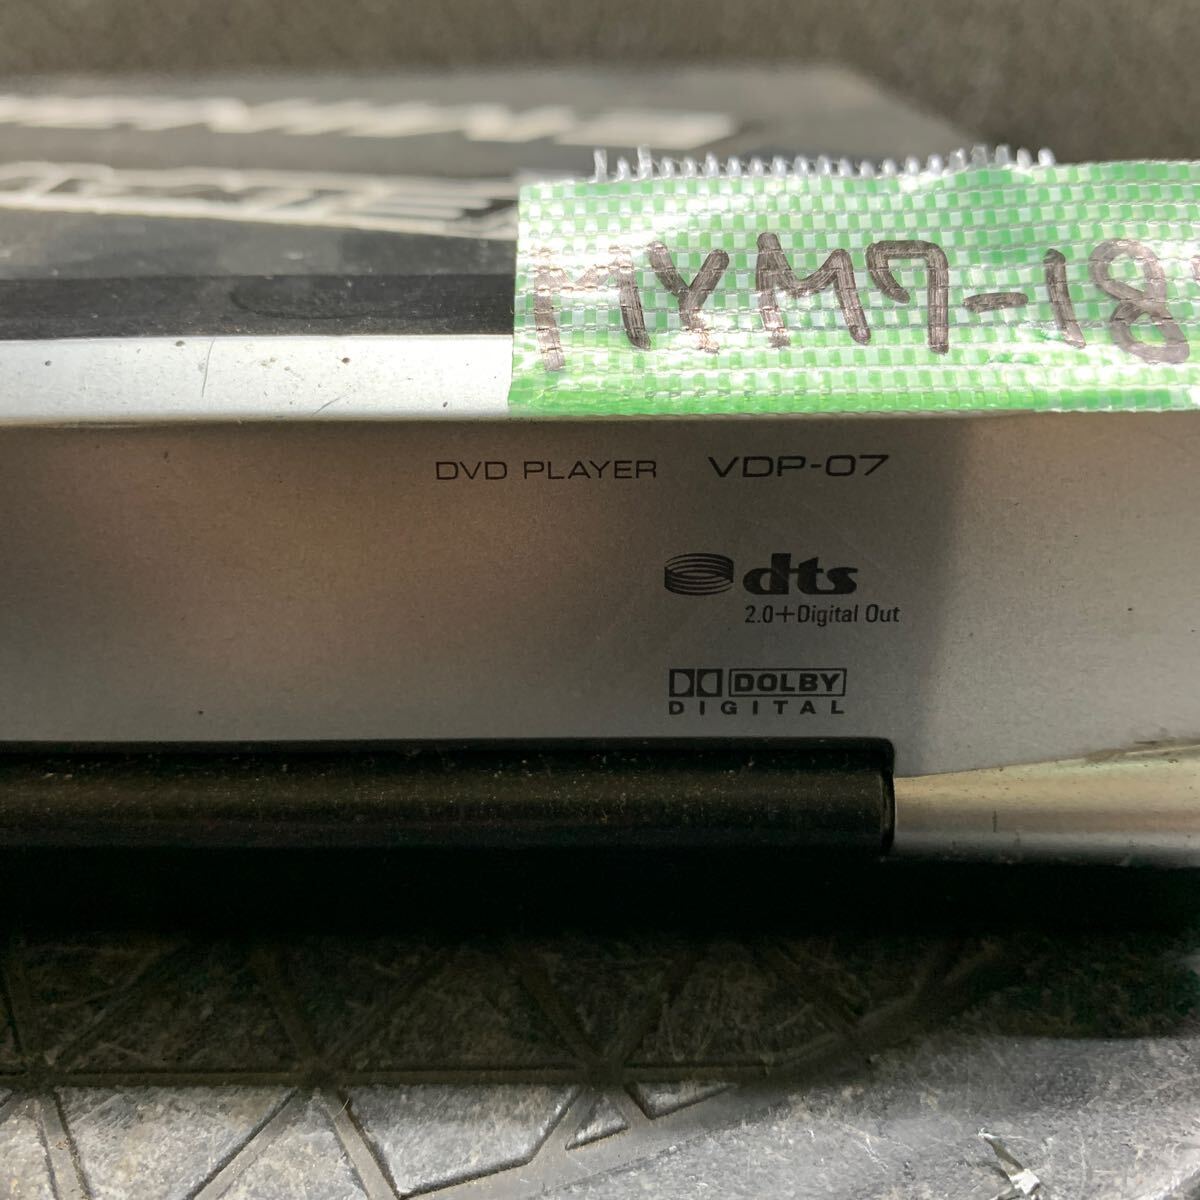 MYM7-18
DVD PLAYER VDP-07
dts
2.0+Digital Out
DOLBY
DIGITAL